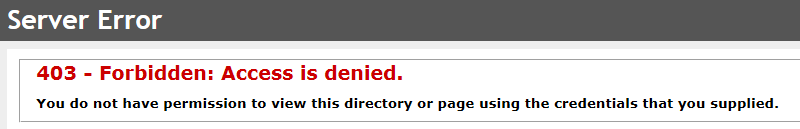 Server Error
403 - Forbidden: Access is denied.
You do not have permission to view this directory or page using the credentials that you supplied.